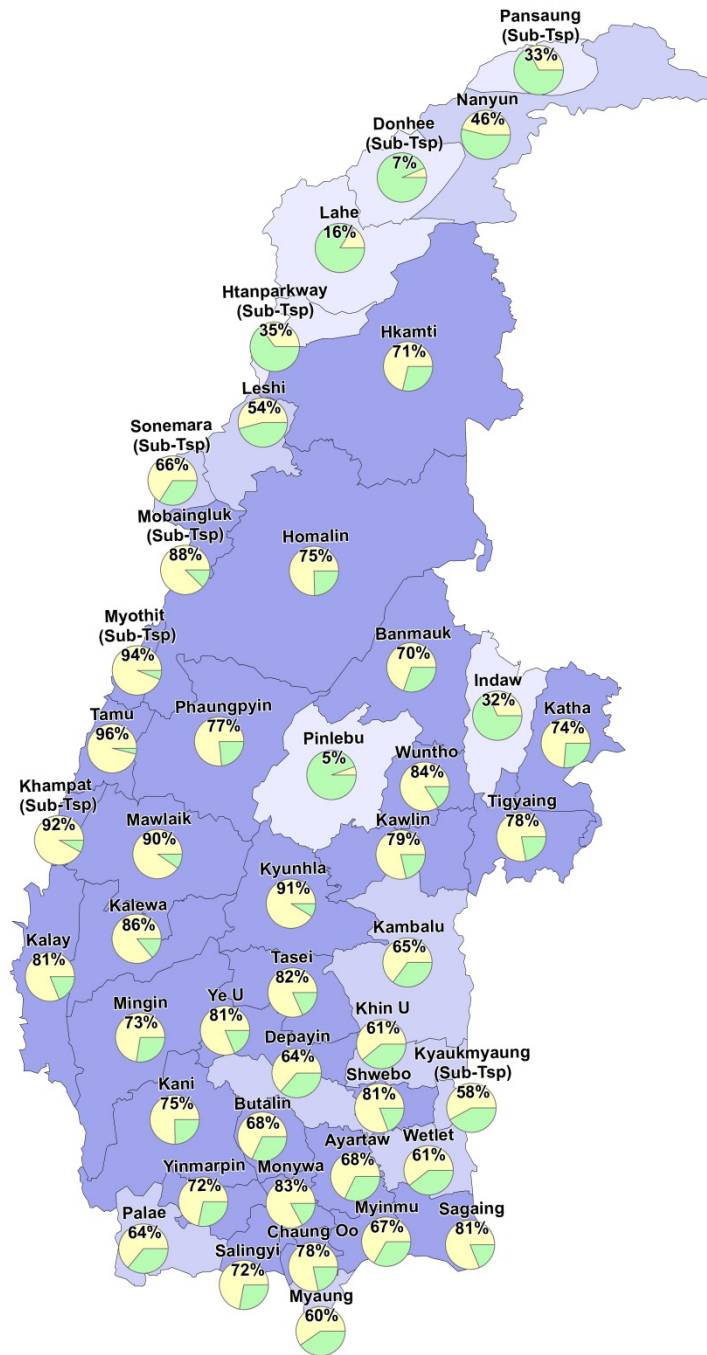 Pansaung
(Sub-Tsp)
33%
Nanyun
46%
Donhee
(Sub-Tsp)
7%
Lahe
16%
Htanparkway
(Sub-Tsp)
35%
Hkamti
71%
Leshi
54%
Sonemara
(Sub-Tsp)
66%
Mobaingluk
(Sub-Tsp)
88%
Homalin
75%
Myothit
(Sub-Tsp)
94%
Banmauk
70%
Indaw
32%
Tamu
96%
Phaungpyin
77%
Katha
74%
Pinlebu
5%
Wuntho
84%
Khampat
(Sub-Tsp)
92%
Mawlaik
90%
Kawlin
79%
Tigyaing
78%
Kyunhla
91%
Kalewa
86%
Kambalu
65%
Kalay
81%
Tasei
82%
Mingin
73%
Ye U
81%
Khin U
61%
Depayin
64%
Kyaukmyaung
(Sub-Tsp)
58%
Shwebo
81%
Kani
75%
Butalin
68%
Ayartaw
68%
Wetlet
61%
Yinmarpin
72%
Monywa
83%
Palae
64%
Chaung Oo
78%
Myinmu
67%
Sagaing
81%
Salingyi
72%
Myaung
60%